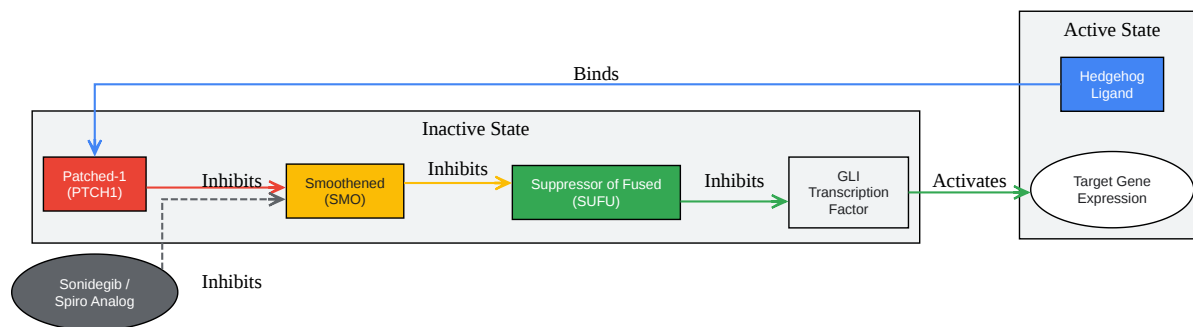 Active State
Hedgehog
Ligand
Binds
Inactive State
Patched-1
(PTCH1)
Inhibits
Smoothened
(SMO)
Inhibits
Suppressor of Fused
(SUFU)
Inhibits
GLI
Transcription
Factor
Activates
Target Gene
Expression
Sonidegib /
Spiro Analog
Inhibits